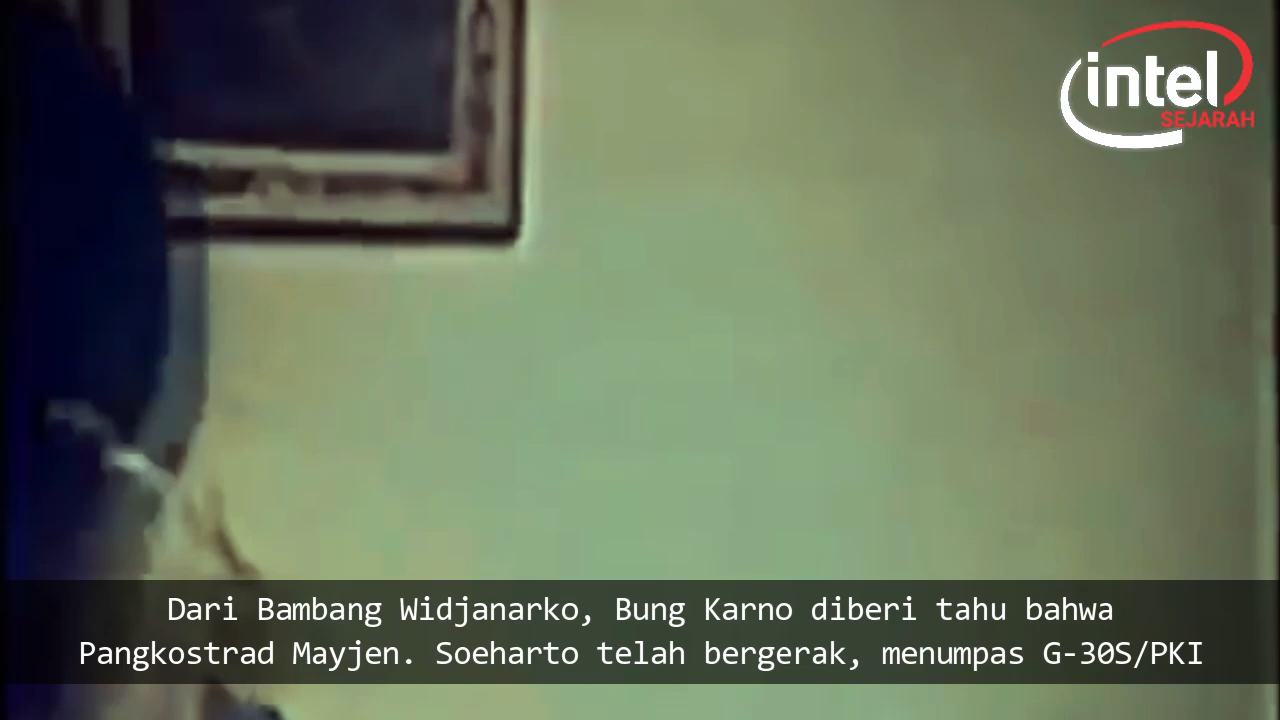 intel
SEJARAH
Dari Bambang Widjanarko, Bung Karno diberi tahu bahwa
Pangkostrad Mayjen. Soeharto telah bergerak, menumpas G-30S/PKI